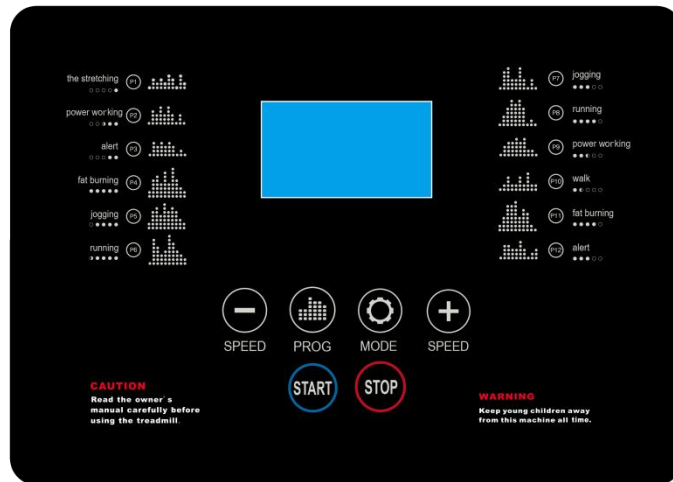 the stretching P1
power working P2
alert P3
fat burning P4
jogging P5
running P6
P7 jogging
P8 running
P9 power working
P10 walk
P11 fat burning
P12 alert
SPEED PROG MODE SPEED
START STOP
CAUTION
Read the owner's
manual carefully before
using the treadmill.
WARNING
Keep young children away
from this machine all time.